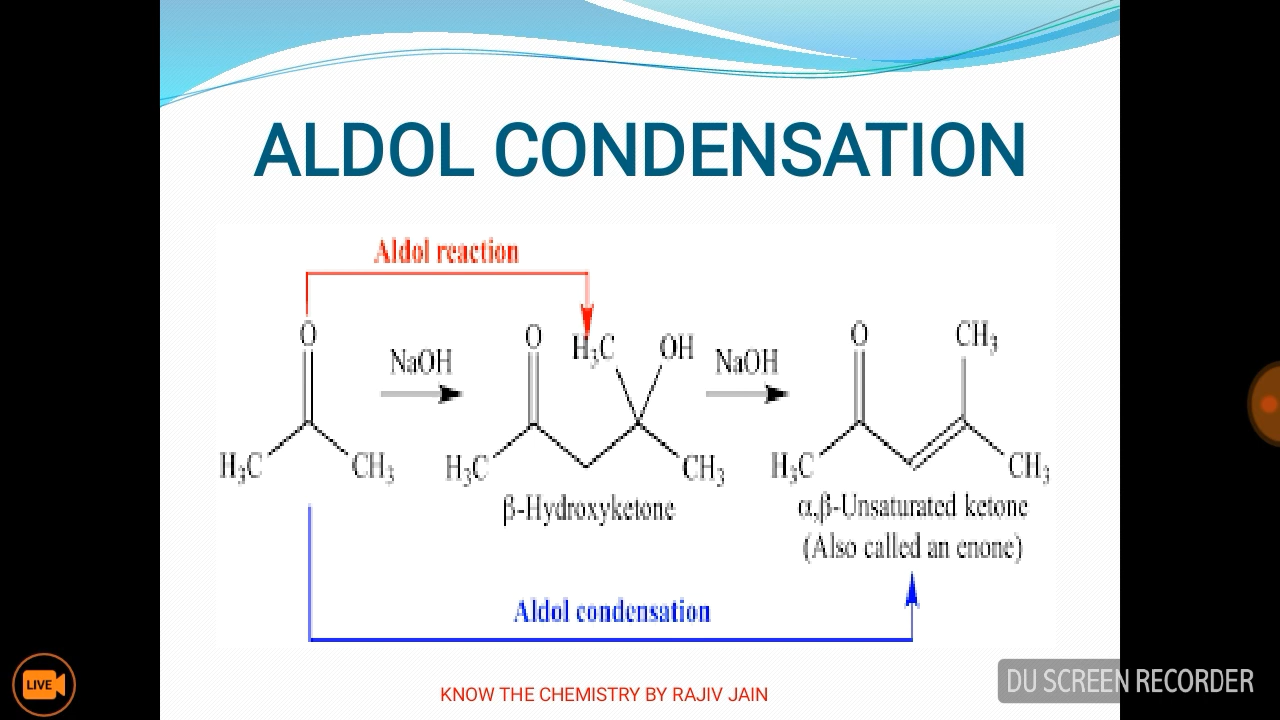 ALDOL CONDENSATION
Aldol reaction
O
NaOH
H₃C
CH₃
O
H₃C
OH
NaOH
H₃C
CH₃
β-Hydroxyketone
O
CH₃
H₃C
CH₃
α,β-Unsaturated ketone
(Also called an enone)
Aldol condensation
LIVE
KNOW THE CHEMISTRY BY RAJIV JAIN
DU SCREEN RECORDER